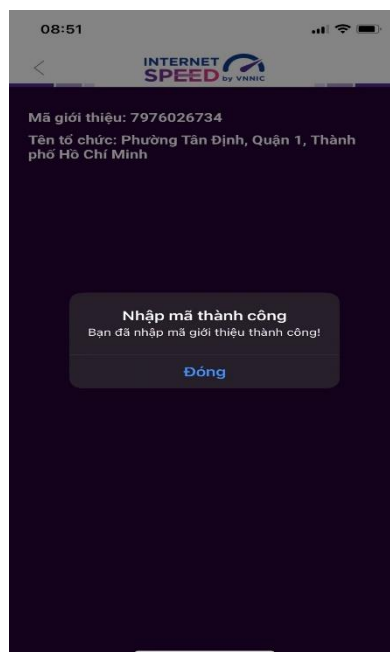 08:51
INTERNET
SPEED by VNNIC
Mã giới thiệu: 7976026734
Tên tổ chức: Phường Tân Định, Quận 1, Thành
phố Hồ Chí Minh
Nhập mã thành công
Bạn đã nhập mã giới thiệu thành công!
Đóng